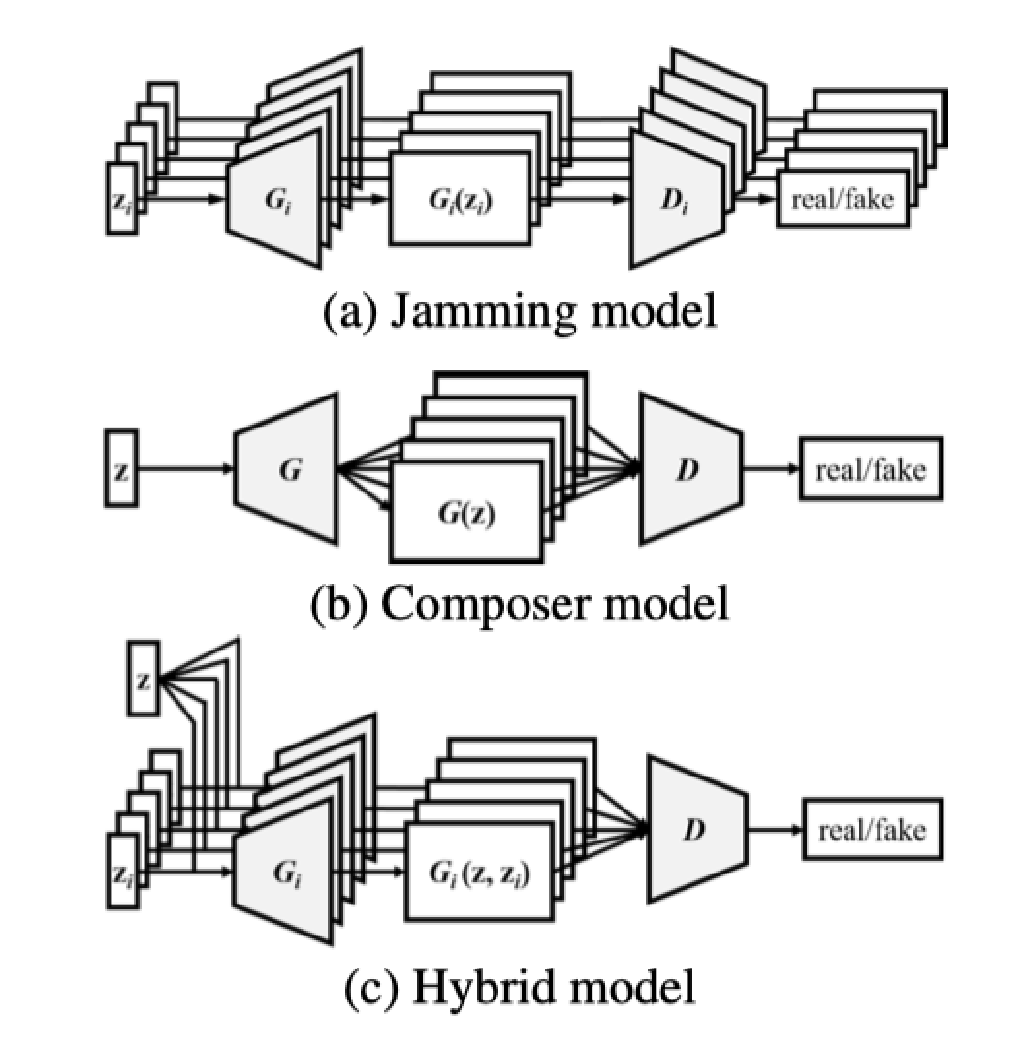 z_i G_i G_i(z_i) D_i real/fake
(a) Jamming model
z G G(z) D real/fake
(b) Composer model
z
z_i G_i G_i(z, z_i) D real/fake
(c) Hybrid model